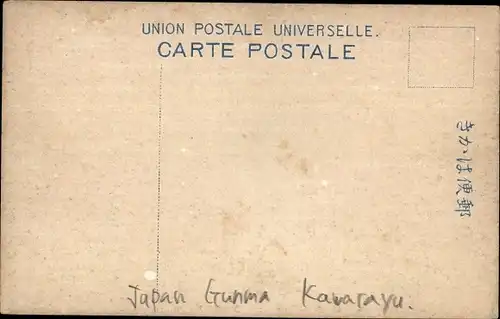 UNION POSTALE UNIVERSELLE.
CARTE POSTALE
きかは便郵
Japan Gunma Kawarayu.